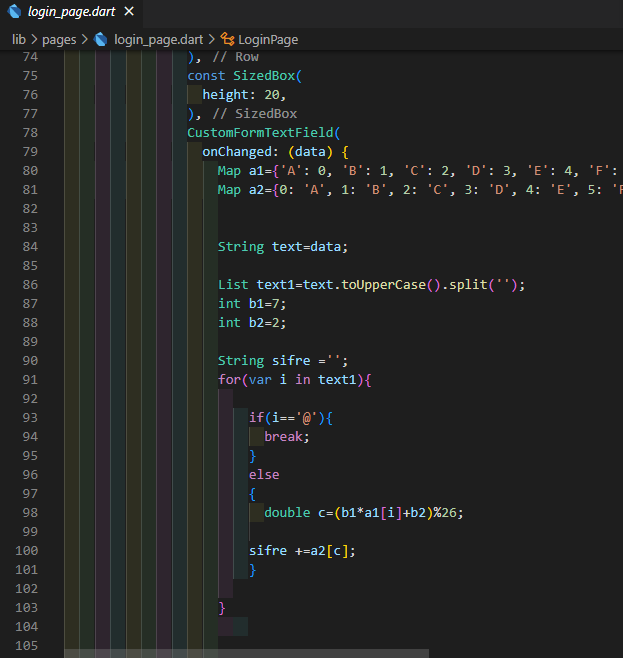 login_page.dart ×
lib > pages > login_page.dart > LoginPage
74 ), // Row
75 const SizedBox(
76 height: 20,
77 ), // SizedBox
78 CustomFormTextField(
79 onChanged: (data) {
80 Map a1={'A': 0, 'B': 1, 'C': 2, 'D': 3, 'E': 4, 'F':
81 Map a2={0: 'A', 1: 'B', 2: 'C', 3: 'D', 4: 'E', 5: 'F
82
83
84 String text=data;
85
86 List text1=text.toUpperCase().split('');
87 int b1=7;
88 int b2=2;
89
90 String sifre ='';
91 for(var i in text1){
92
93 if(i=='@'){
94 break;
95 }
96 else
97 {
98 double c=(b1*a1[i]+b2)%26;
99
100 sifre +=a2[c];
101 }
102
103 }
104
105